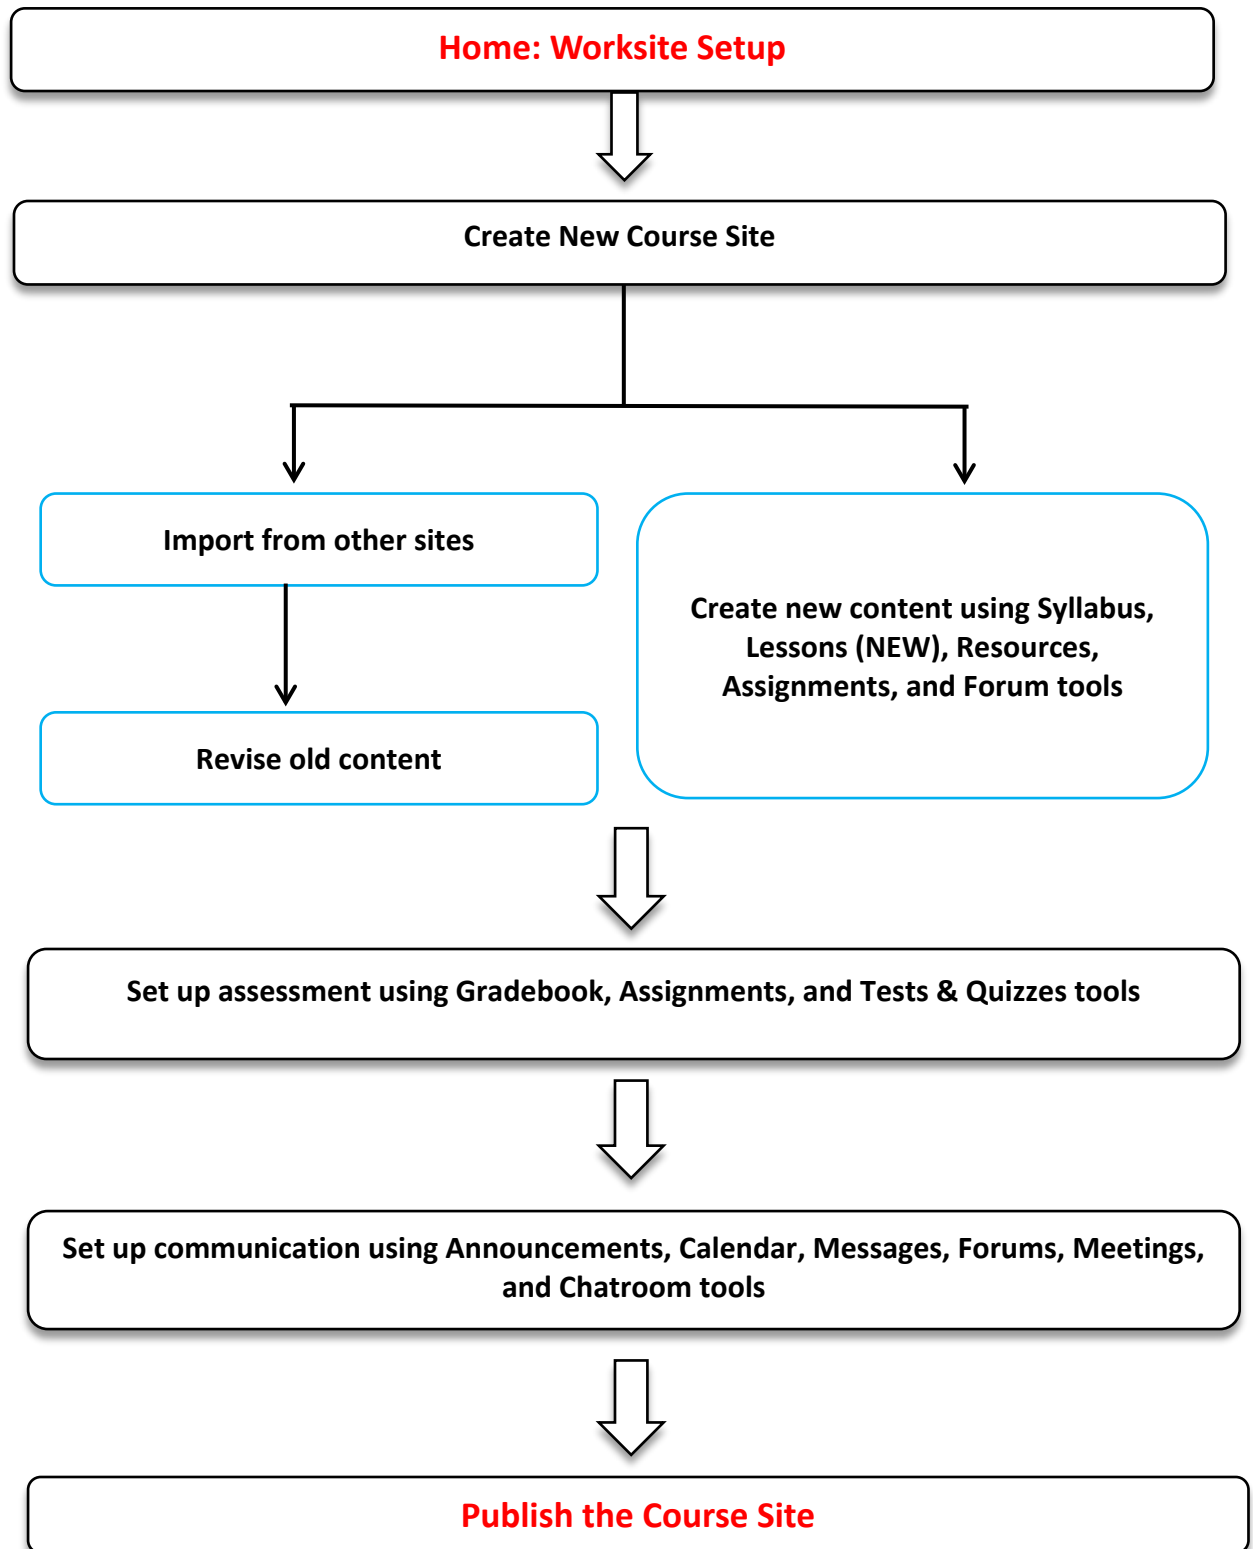 Home: Worksite Setup
Create New Course Site
Import from other sites
Create new content using Syllabus,
Lessons (NEW), Resources,
Assignments, and Forum tools
Revise old content
Set up assessment using Gradebook, Assignments, and Tests & Quizzes tools
Set up communication using Announcements, Calendar, Messages, Forums, Meetings,
and Chatroom tools
Publish the Course Site